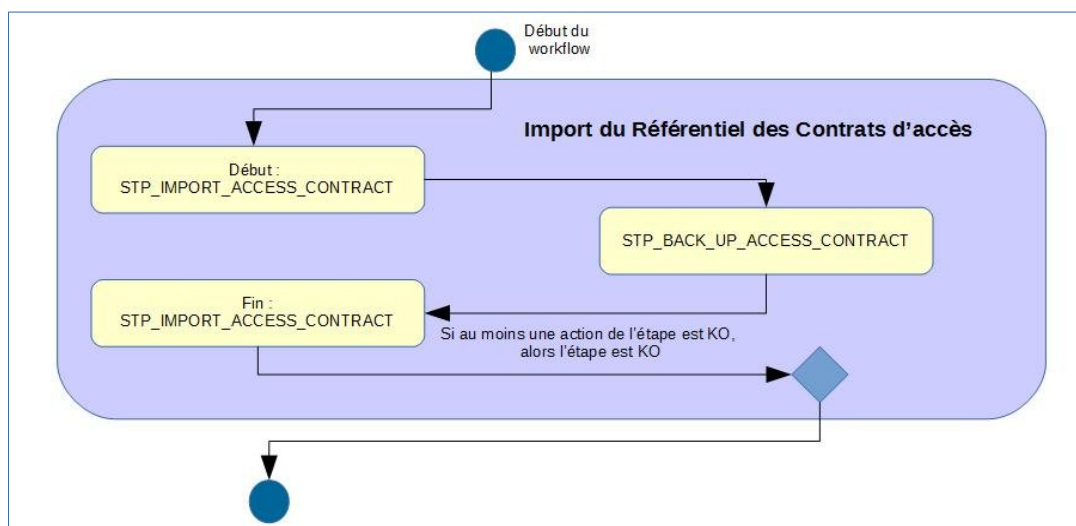 Début du
workflow
Import du Référentiel des Contrats d'accès
Début :
STP_IMPORT_ACCESS_CONTRACT
STP_BACK_UP_ACCESS_CONTRACT
Fin :
STP_IMPORT_ACCESS_CONTRACT
Si au moins une action de l'étape est KO,
alors l'étape est KO